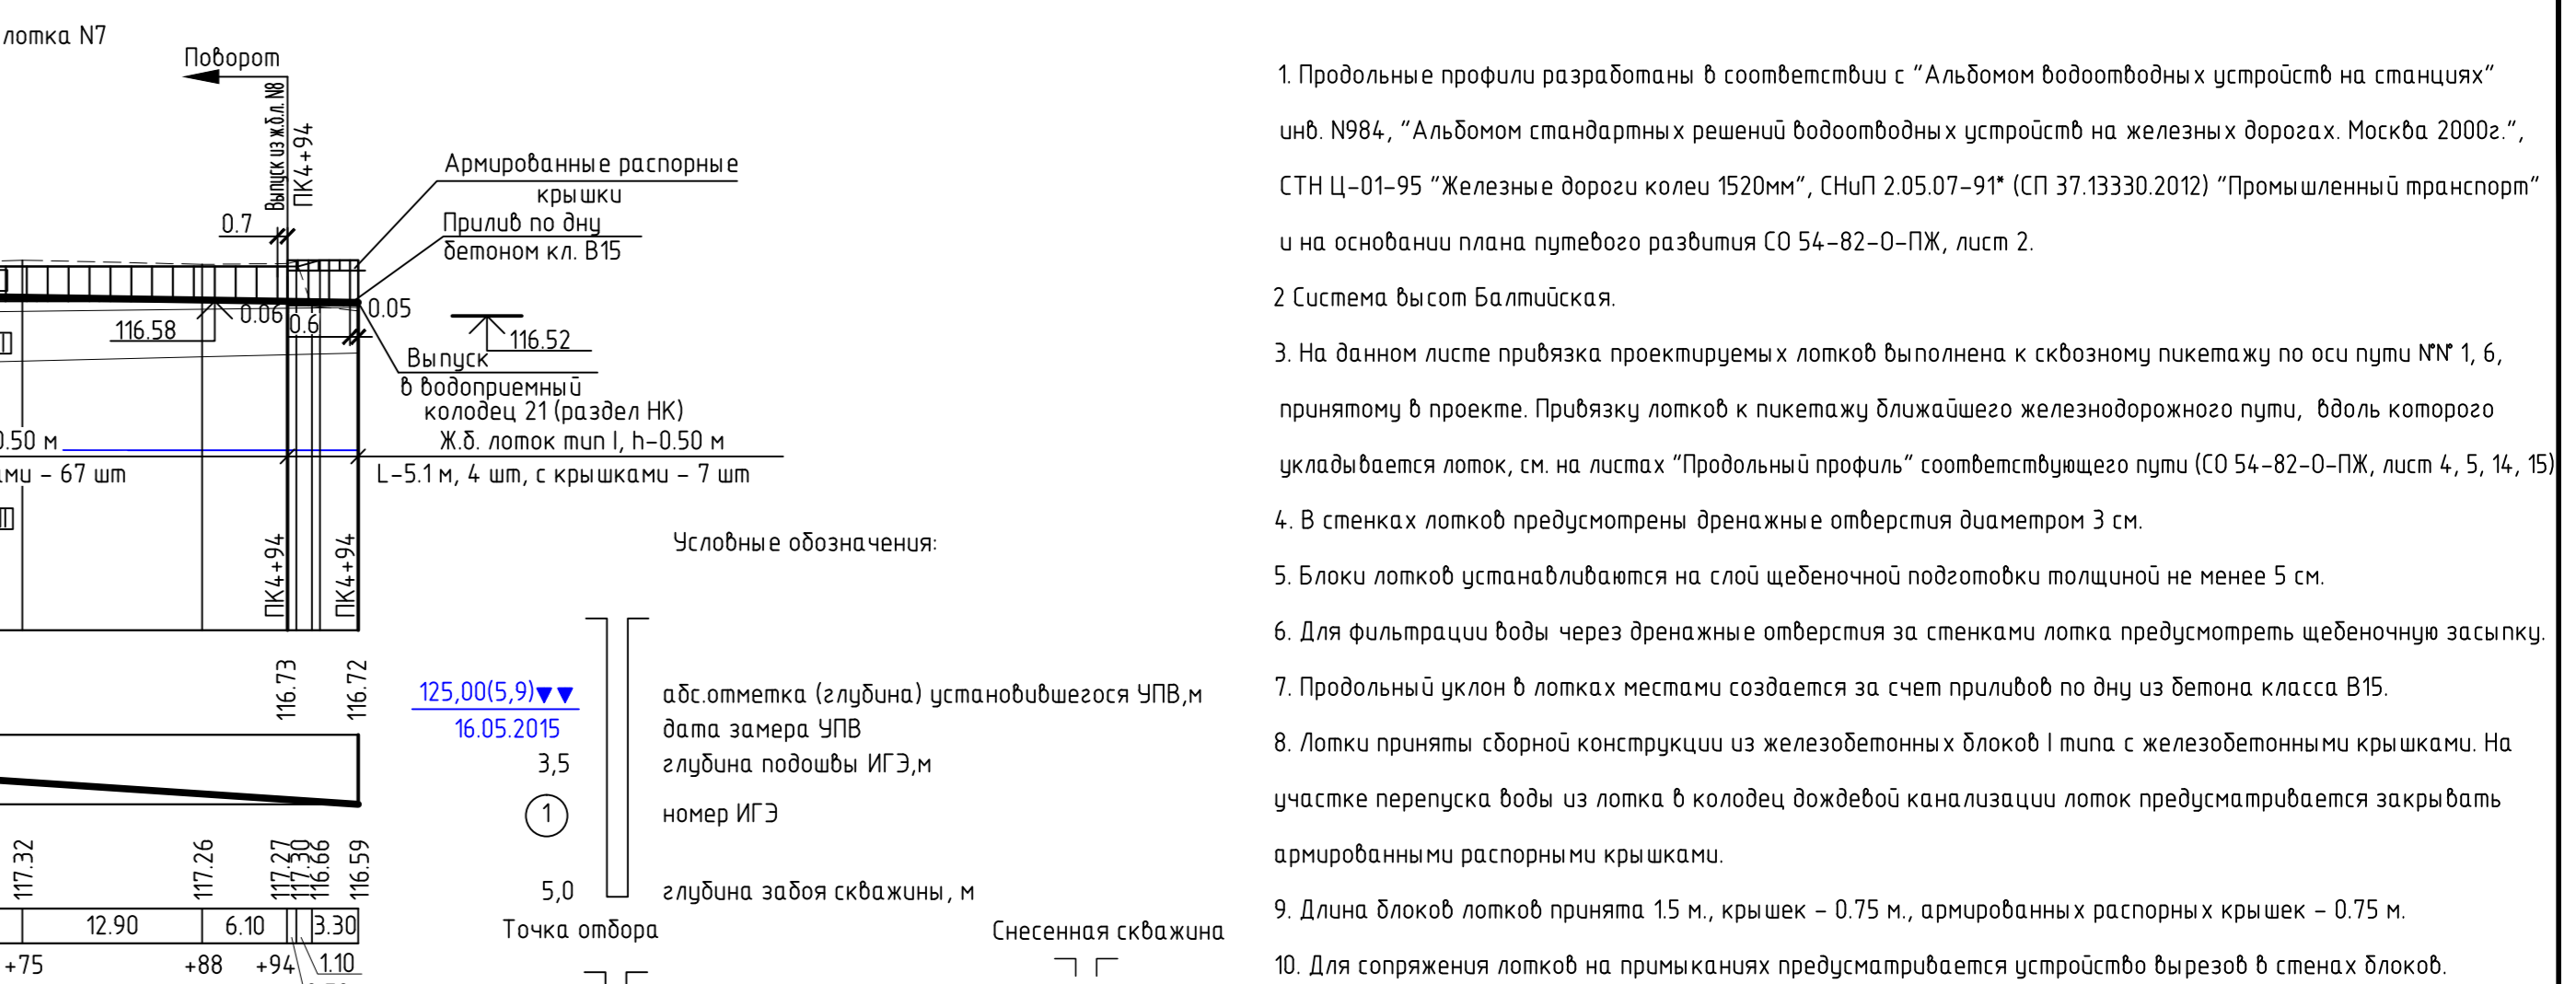 лотка N7
Поворот
Выпуск из ж.б.л. N8
ПК4+94
Армированные распорные
крышки
0.7
Прилив по дну
бетоном кл. В15
0.06
0.6
0.05
116.58
116.52
Выпуск
в водоприемный
колодец 21 (раздел НК)
0.50 м
Ж.б. лоток тип I, h-0.50 м
ами - 67 шт
L-5.1 м, 4 шт, с крышками - 7 шт
ПК4+94
ПК4+94
116.73
116.72
117.32
117.26
117.27
117.30
116.66
116.59
12.90
6.10
3.30
+75
+88
+94
1.10
Условные обозначения:
125,00(5,9)▼▼
абс.отметка (глубина) установившегося УПВ,м
16.05.2015
дата замера УПВ
3,5
глубина подошвы ИГЭ,м
1
номер ИГЭ
5,0
глубина забоя скважины, м
Точка отбора
Снесенная скважина
1. Продольные профили разработаны в соответствии с "Альбомом водоотводных устройств на станциях"
инв. N984, "Альбомом стандартных решений водоотводных устройств на железных дорогах. Москва 2000г.",
СТН Ц-01-95 "Железные дороги колеи 1520мм", СНиП 2.05.07-91* (СП 37.13330.2012) "Промышленный транспорт"
и на основании плана путевого развития СО 54-82-О-ПЖ, лист 2.
2 Система высот Балтийская.
3. На данном листе привязка проектируемых лотков выполнена к сквозному пикетажу по оси пути N°N° 1, 6,
принятому в проекте. Привязку лотков к пикетажу ближайшего железнодорожного пути, вдоль которого
укладывается лоток, см. на листах "Продольный профиль" соответствующего пути (СО 54-82-О-ПЖ, лист 4, 5, 14, 15)
4. В стенках лотков предусмотрены дренажные отверстия диаметром 3 см.
5. Блоки лотков устанавливаются на слой щебеночной подготовки толщиной не менее 5 см.
6. Для фильтрации воды через дренажные отверстия за стенками лотка предусмотреть щебеночную засыпку.
7. Продольный уклон в лотках местами создается за счет приливов по дну из бетона класса В15.
8. Лотки приняты сборной конструкции из железобетонных блоков I типа с железобетонными крышками. На
участке перепуска воды из лотка в колодец дождевой канализации лоток предусматривается закрывать
армированными распорными крышками.
9. Длина блоков лотков принята 1.5 м., крышек - 0.75 м., армированных распорных крышек - 0.75 м.
10. Для сопряжения лотков на примыканиях предусматривается устройство вырезов в стенах блоков.